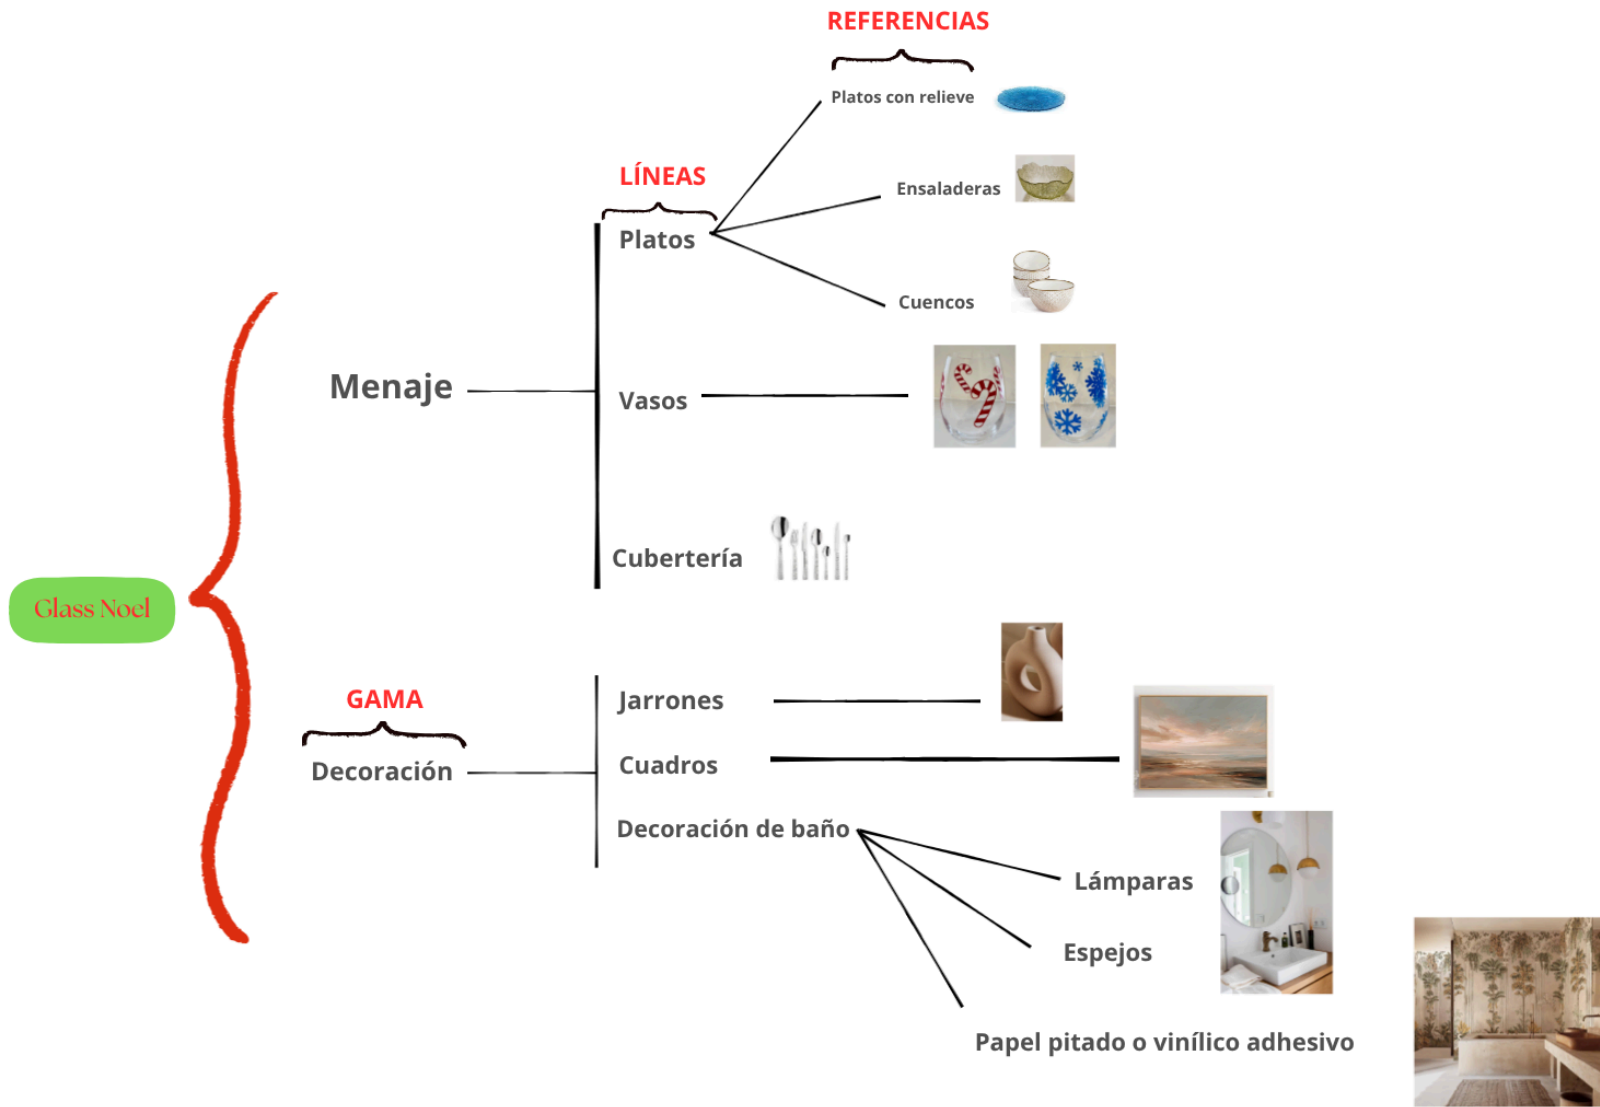 REFERENCIAS
Platos con relieve
LÍNEAS
Ensaladeras
Platos
Cuencos
Menaje
Vasos
Cubertería
Glass Noel
GAMA
Jarrones
Decoración
Cuadros
Decoración de baño
Lámparas
Espejos
Papel pitado o vinílico adhesivo